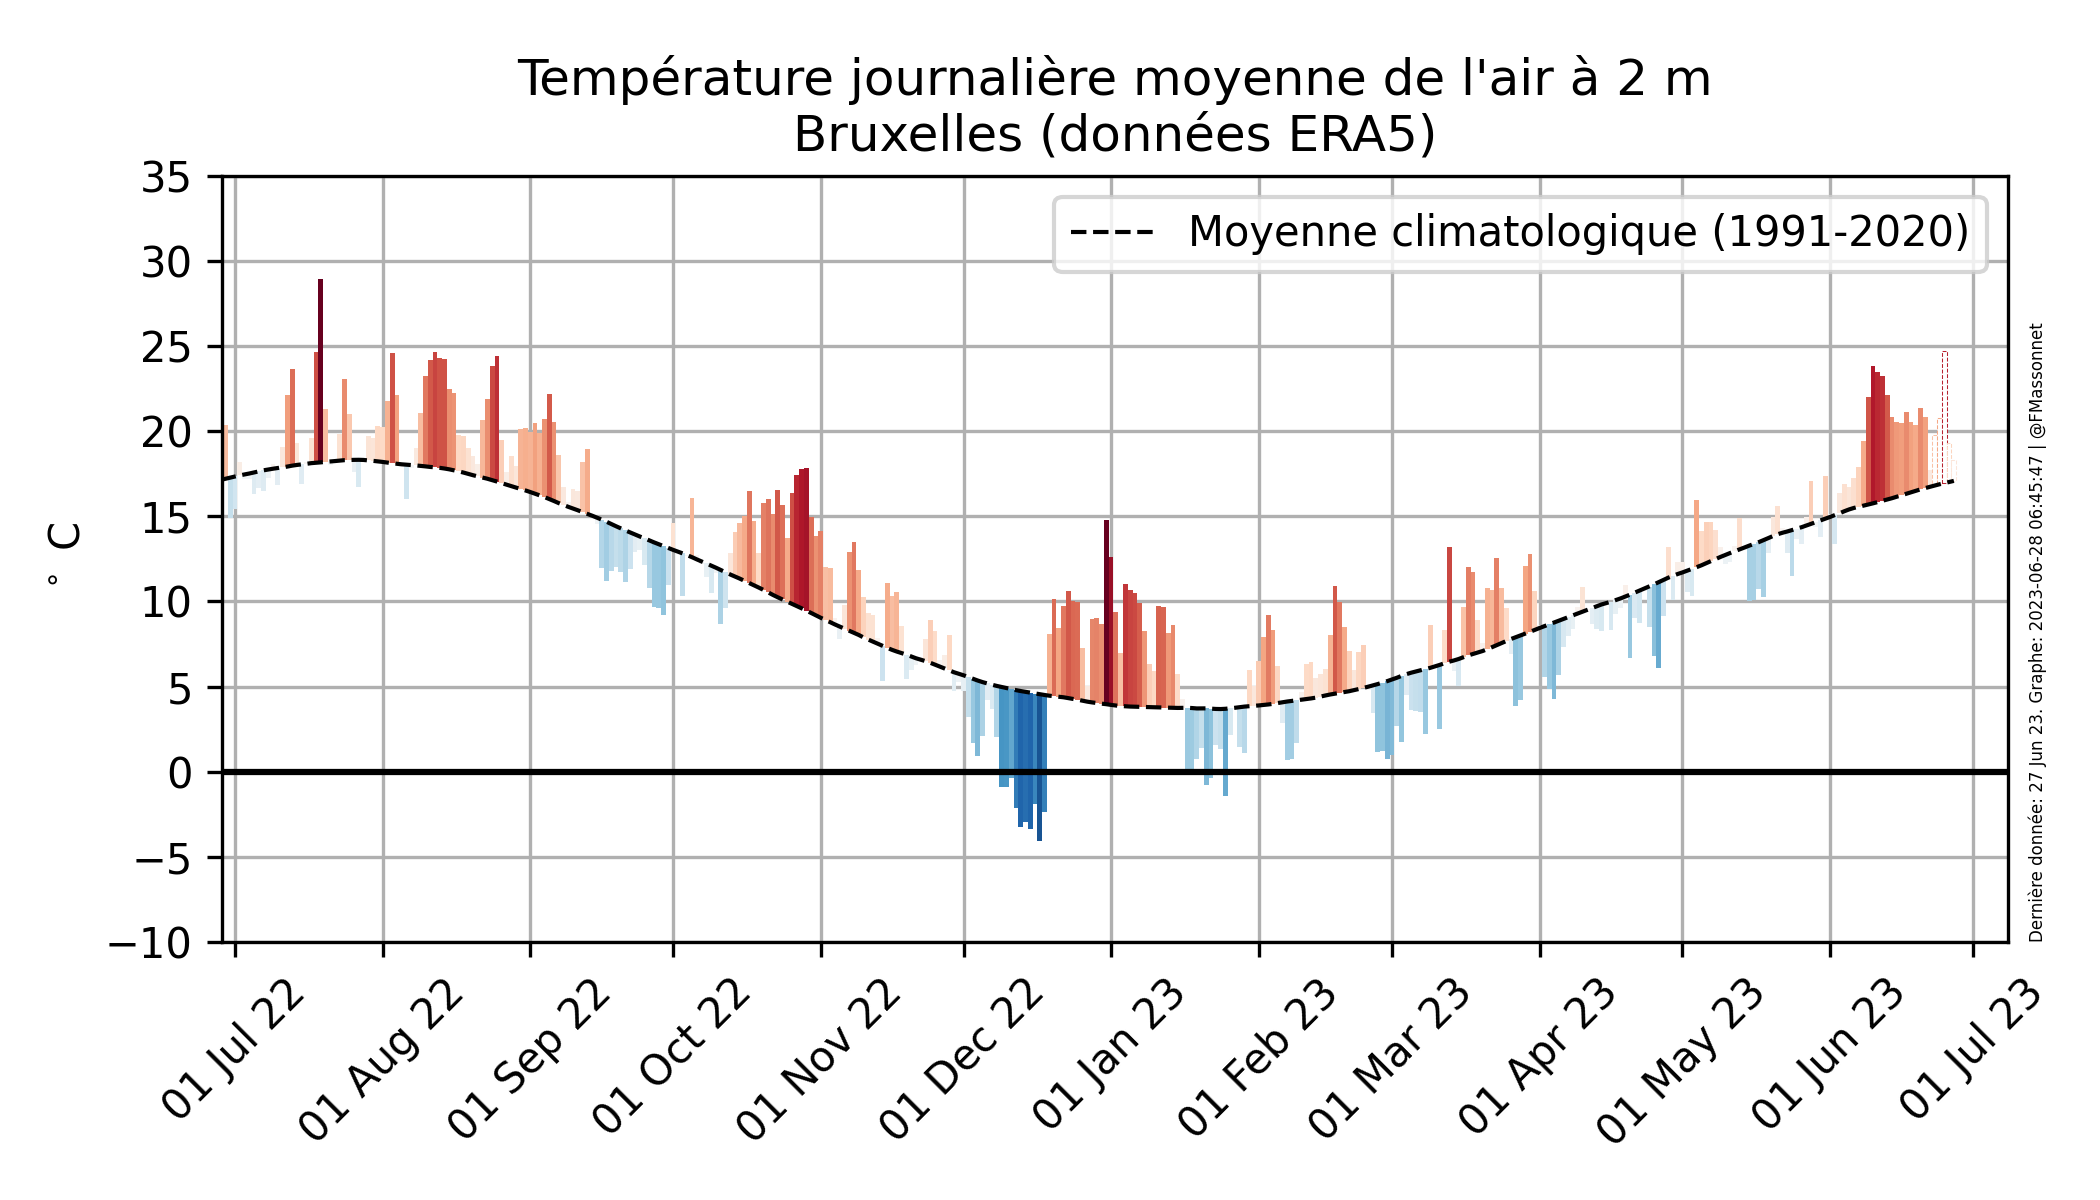 Température journalière moyenne de l'air à 2 m
Bruxelles (données ERA5)
Moyenne climatologique (1991-2020)
35
30
25
20
15
10
5
0
−5
−10
° C
01 Jul 22
01 Aug 22
01 Sep 22
01 Oct 22
01 Nov 22
01 Dec 22
01 Jan 23
01 Feb 23
01 Mar 23
01 Apr 23
01 May 23
01 Jun 23
01 Jul 23
Dernière donnée: 27 Jun 23. Graphe: 2023-06-28 06:45:47 | @FMassonnet